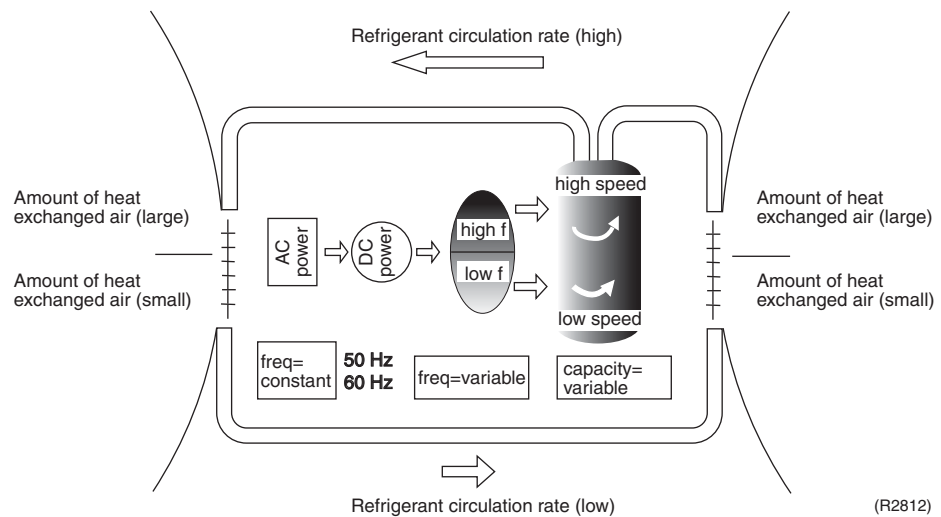 Refrigerant circulation rate (high)
Amount of heat
exchanged air (large)
Amount of heat
exchanged air (small)
AC
power
DC
power
high f
low f
high speed
low speed
Amount of heat
exchanged air (large)
Amount of heat
exchanged air (small)
freq=
constant
50 Hz
60 Hz
freq=variable
capacity=
variable
Refrigerant circulation rate (low)
(R2812)